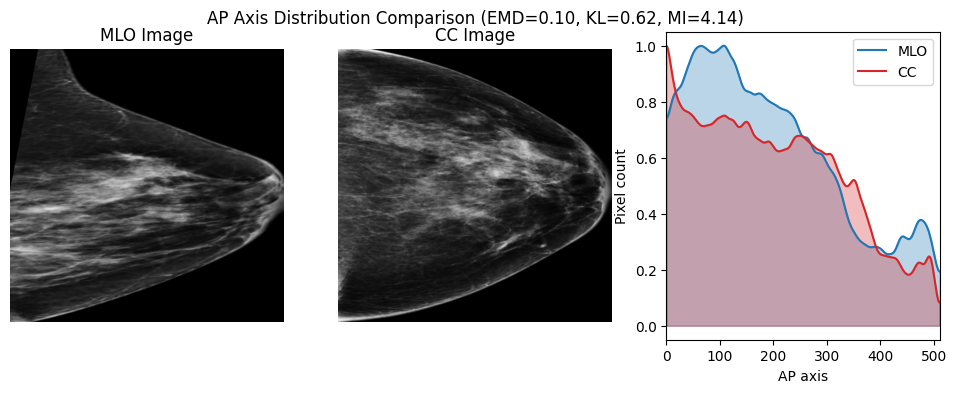 AP Axis Distribution Comparison (EMD=0.10, KL=0.62, MI=4.14)
MLO Image
CC Image
MLO
CC
Pixel count
1.0
0.8
0.6
0.4
0.2
0.0
0 100 200 300 400 500
AP axis